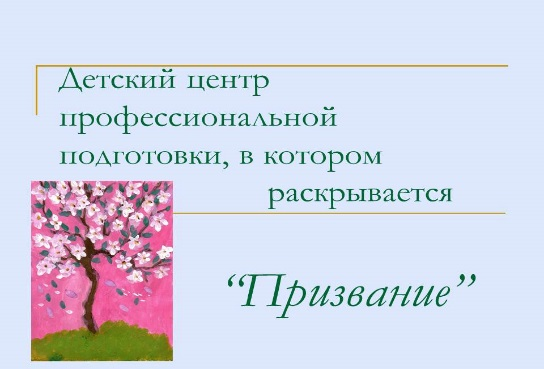 Детский центр
профессиональной
подготовки, в котором
раскрывается
“Призвание”